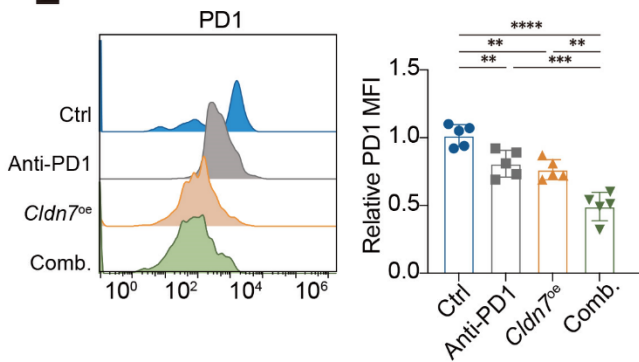 PD1
Ctrl
Anti-PD1
Cldn7oe
Comb.
10⁰ 10² 10⁴ 10⁶
****
** **
** ***
Relative PD1 MFI
1.5
1.0
0.5
0.0
Ctrl
Anti-PD1
Cldn7oe
Comb.